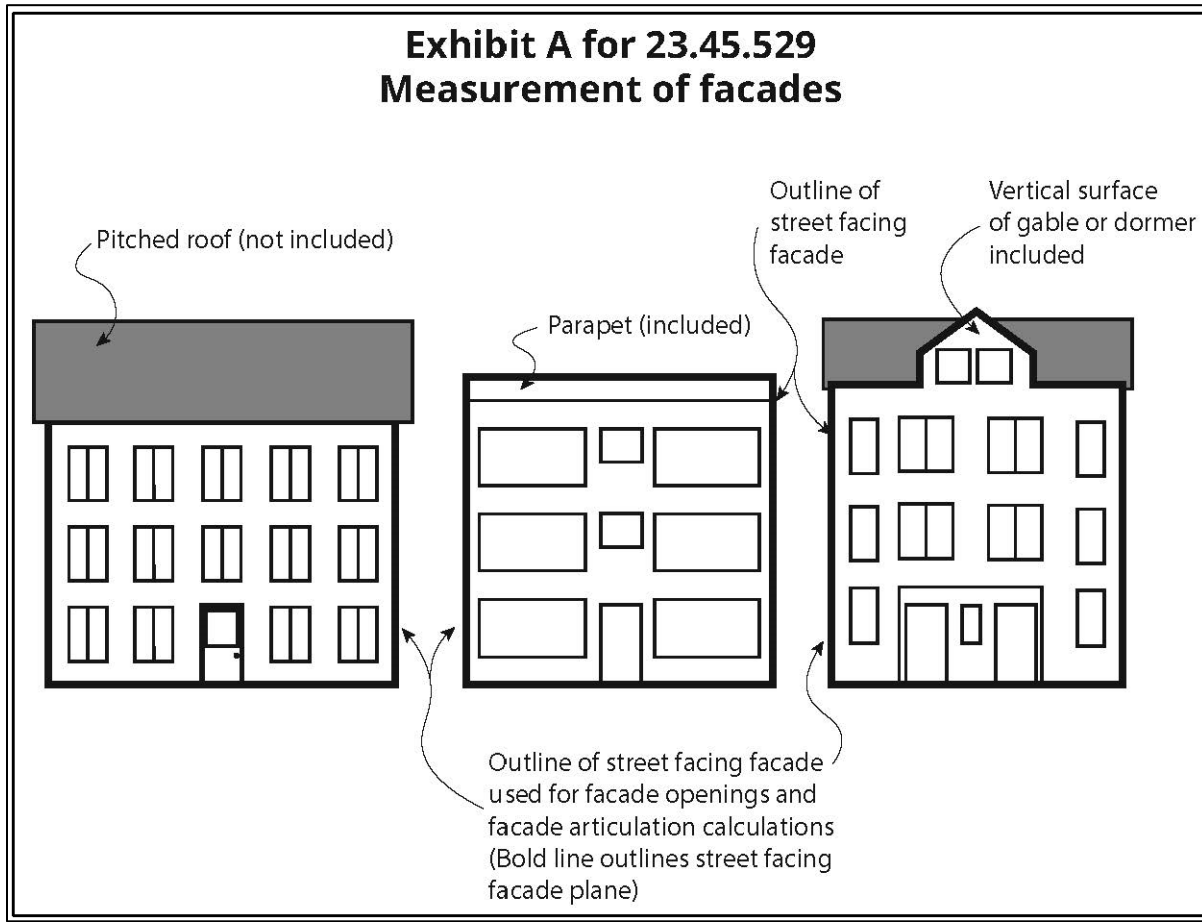 Exhibit A for 23.45.529
Measurement of facades
Pitched roof (not included)
Parapet (included)
Outline of
street facing
facade
Vertical surface
of gable or dormer
included
Outline of street facing facade
used for facade openings and
facade articulation calculations
(Bold line outlines street facing
facade plane)